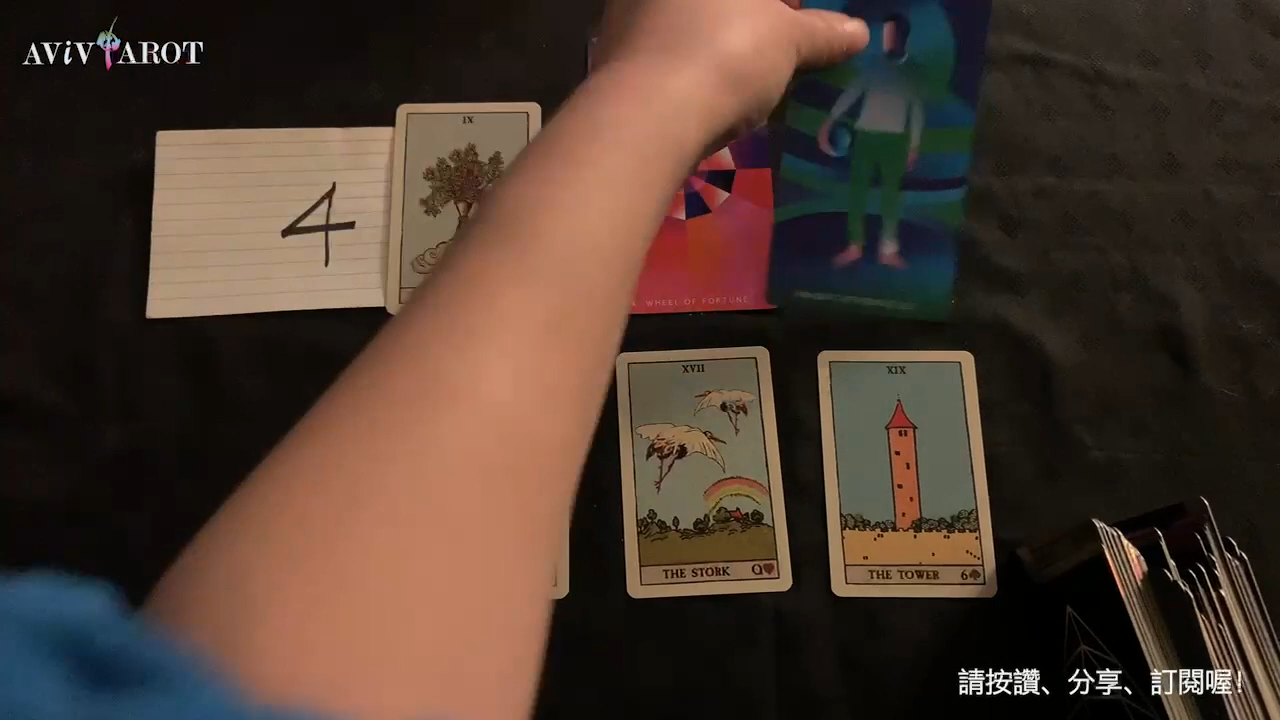 AViVTAROT
IX
4
WHEEL OF FORTUNE
XVII
THE STORK Q♥
XIX
THE TOWER 6♠
請按讚、分享、訂閱喔!